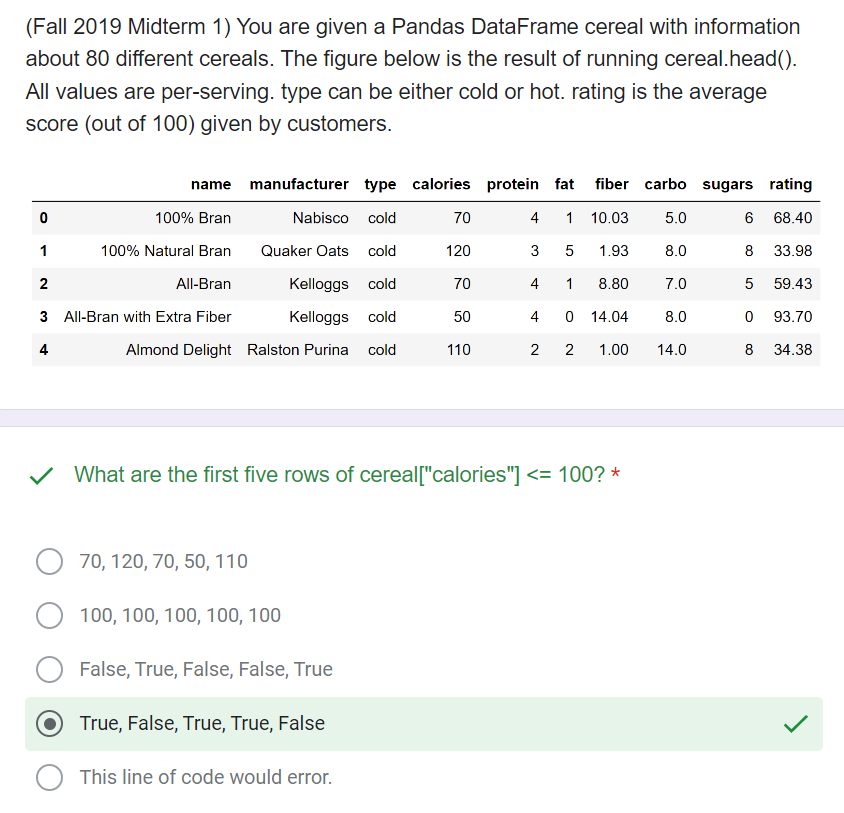 (Fall 2019 Midterm 1) You are given a Pandas DataFrame cereal with information
about 80 different cereals. The figure below is the result of running cereal.head().
All values are per-serving. type can be either cold or hot. rating is the average
score (out of 100) given by customers.
name manufacturer type calories protein fat fiber carbo sugars rating
0 100% Bran Nabisco cold 70 4 1 10.03 5.0 6 68.40
1 100% Natural Bran Quaker Oats cold 120 3 5 1.93 8.0 8 33.98
2 All-Bran Kelloggs cold 70 4 1 8.80 7.0 5 59.43
3 All-Bran with Extra Fiber Kelloggs cold 50 4 0 14.04 8.0 0 93.70
4 Almond Delight Ralston Purina cold 110 2 2 1.00 14.0 8 34.38
What are the first five rows of cereal["calories"] <= 100? *
70, 120, 70, 50, 110
100, 100, 100, 100, 100
False, True, False, False, True
True, False, True, True, False
This line of code would error.